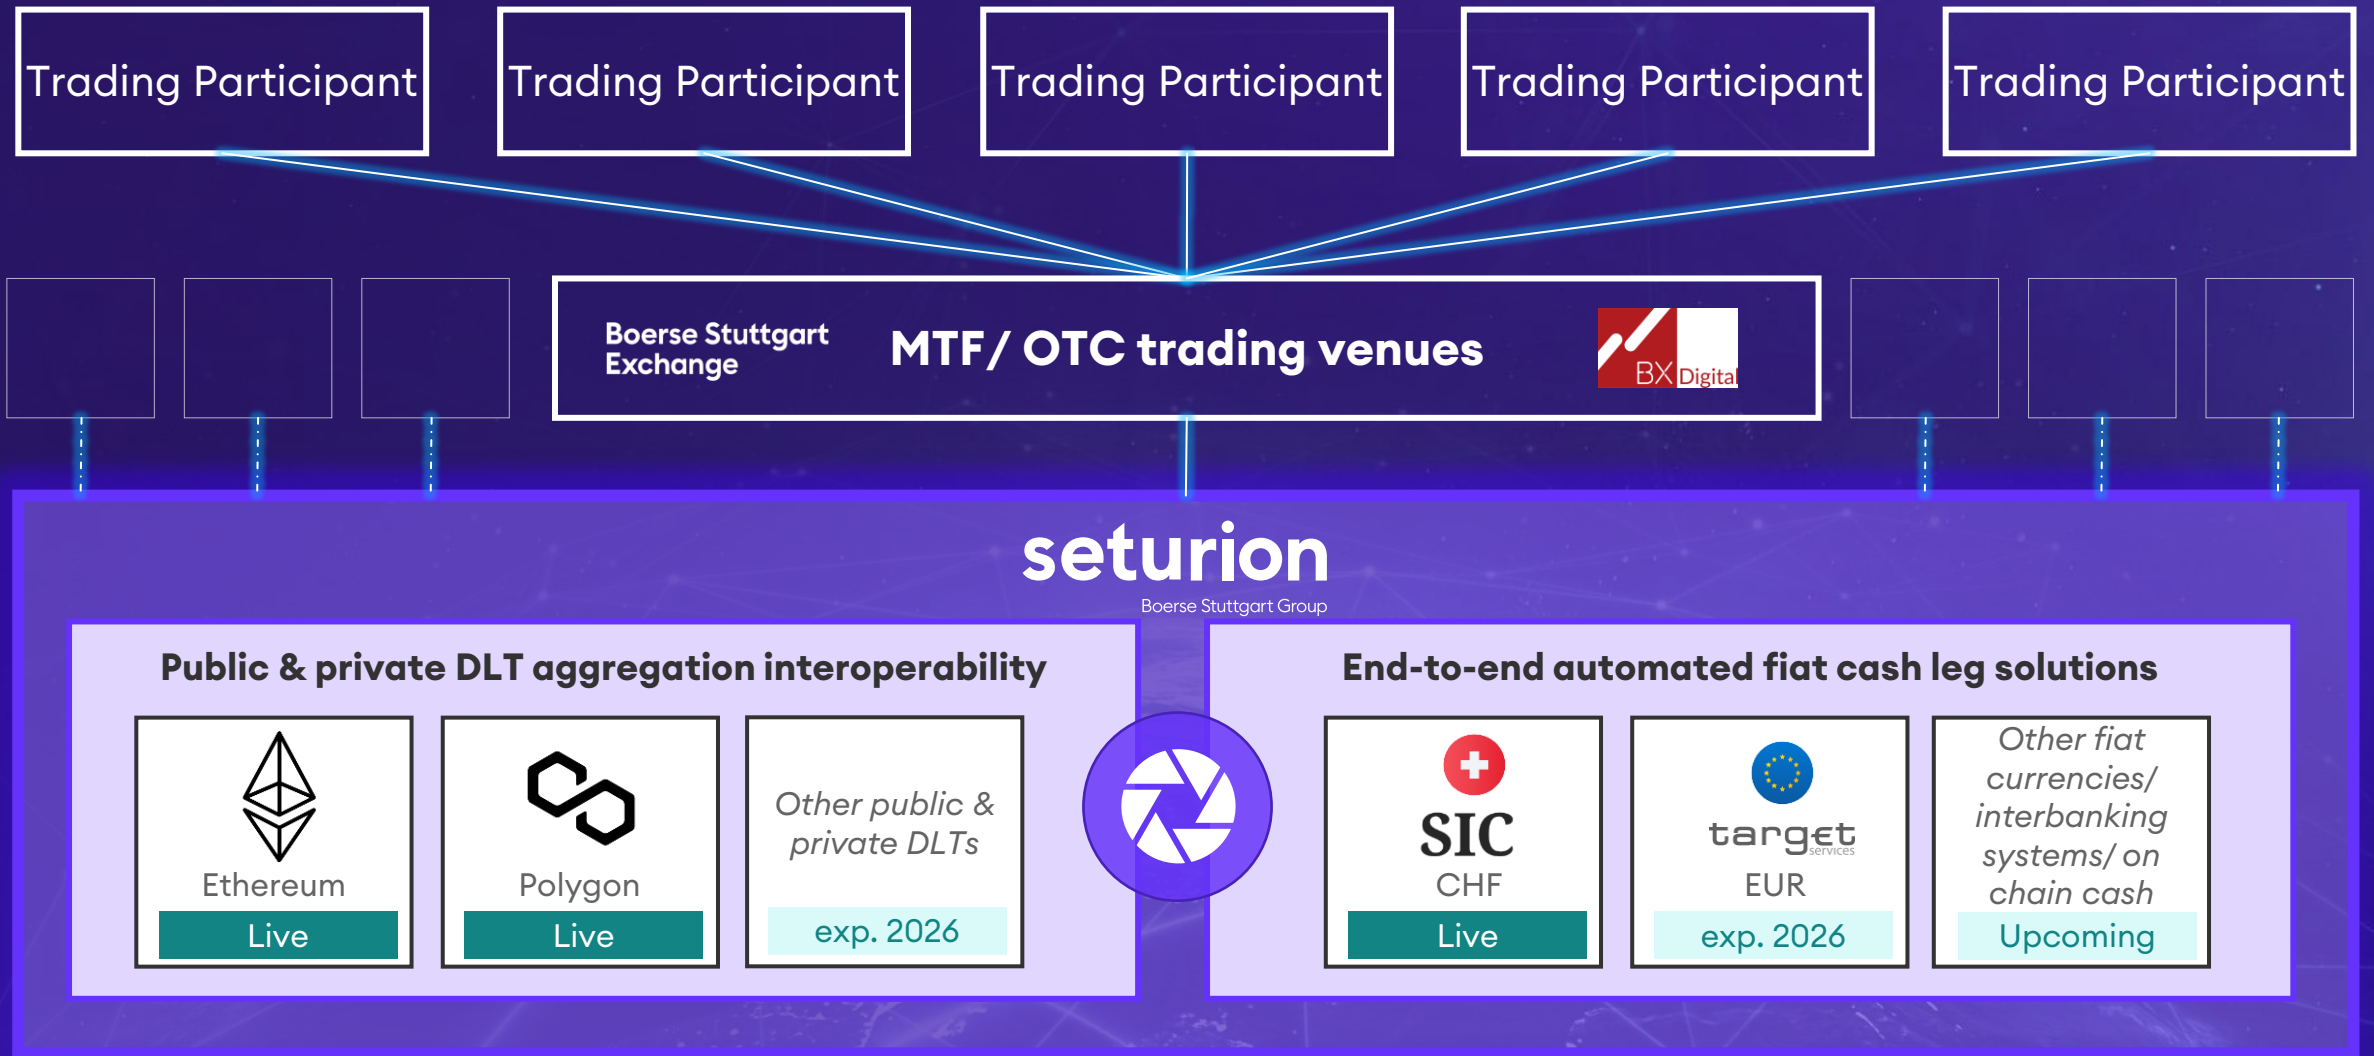 Trading Participant
Trading Participant
Trading Participant
Trading Participant
Trading Participant
Boerse Stuttgart
Exchange
MTF/ OTC trading venues
BX Digital
seturion
Boerse Stuttgart Group
Public & private DLT aggregation interoperability
Ethereum
Live
Polygon
Live
Other public &
private DLTs
exp. 2026
End-to-end automated fiat cash leg solutions
SIC
CHF
Live
target
services
EUR
exp. 2026
Other fiat
currencies/
interbanking
systems/ on
chain cash
Upcoming